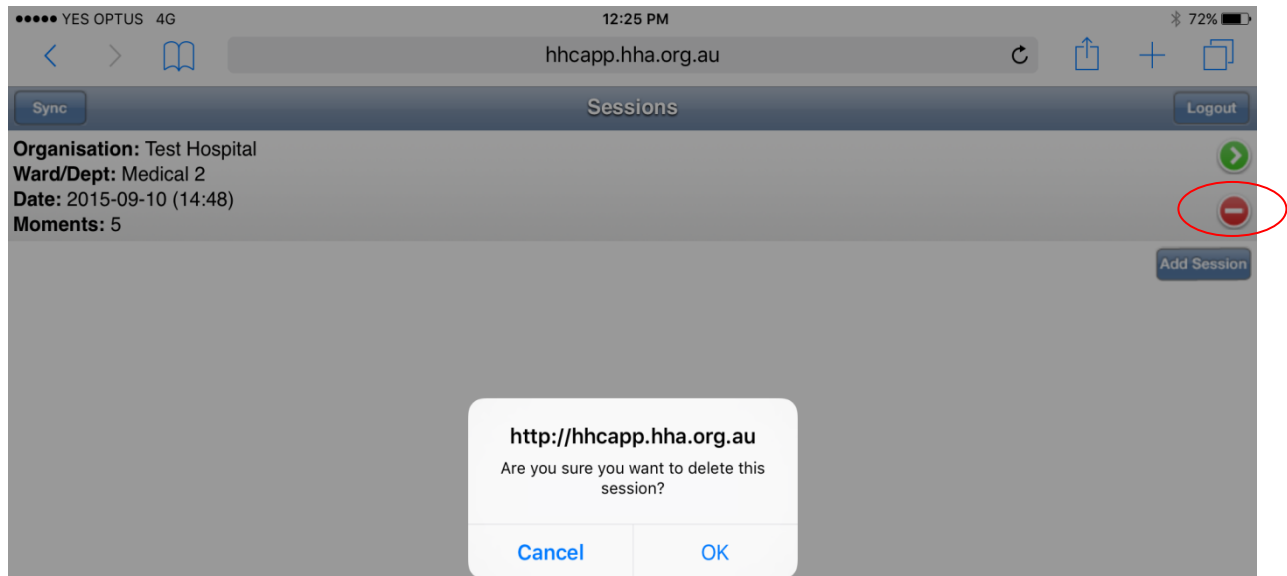 YES OPTUS 4G 12:25 PM 72%
hhcapp.hha.org.au
Sync Sessions Logout
Organisation: Test Hospital
Ward/Dept: Medical 2
Date: 2015-09-10 (14:48)
Moments: 5
Add Session
http://hhcapp.hha.org.au
Are you sure you want to delete this
session?
Cancel OK